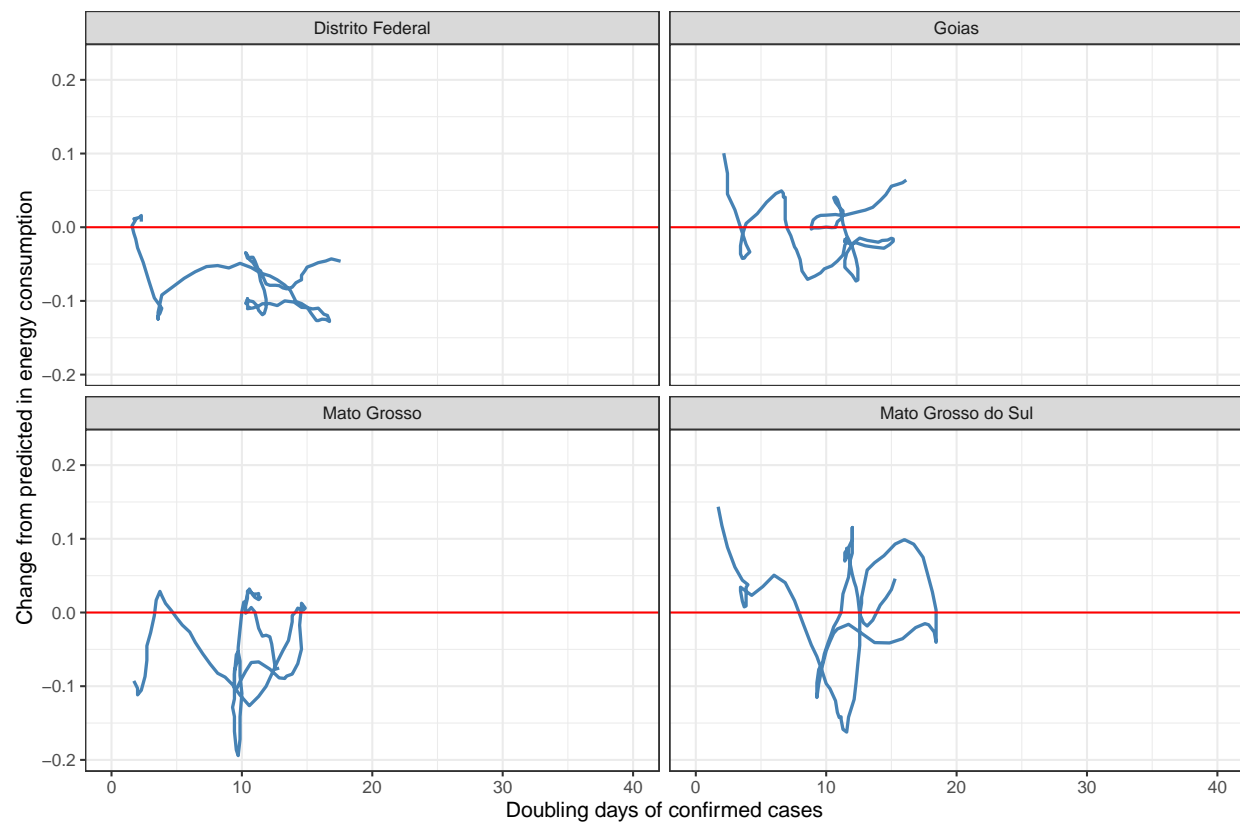 Distrito Federal
Goias
0.2
0.1
0.0
−0.1
−0.2
Mato Grosso
Mato Grosso do Sul
0.2
0.1
0.0
−0.1
−0.2
0 10 20 30 40
0 10 20 30 40
Doubling days of confirmed cases
Change from predicted in energy consumption